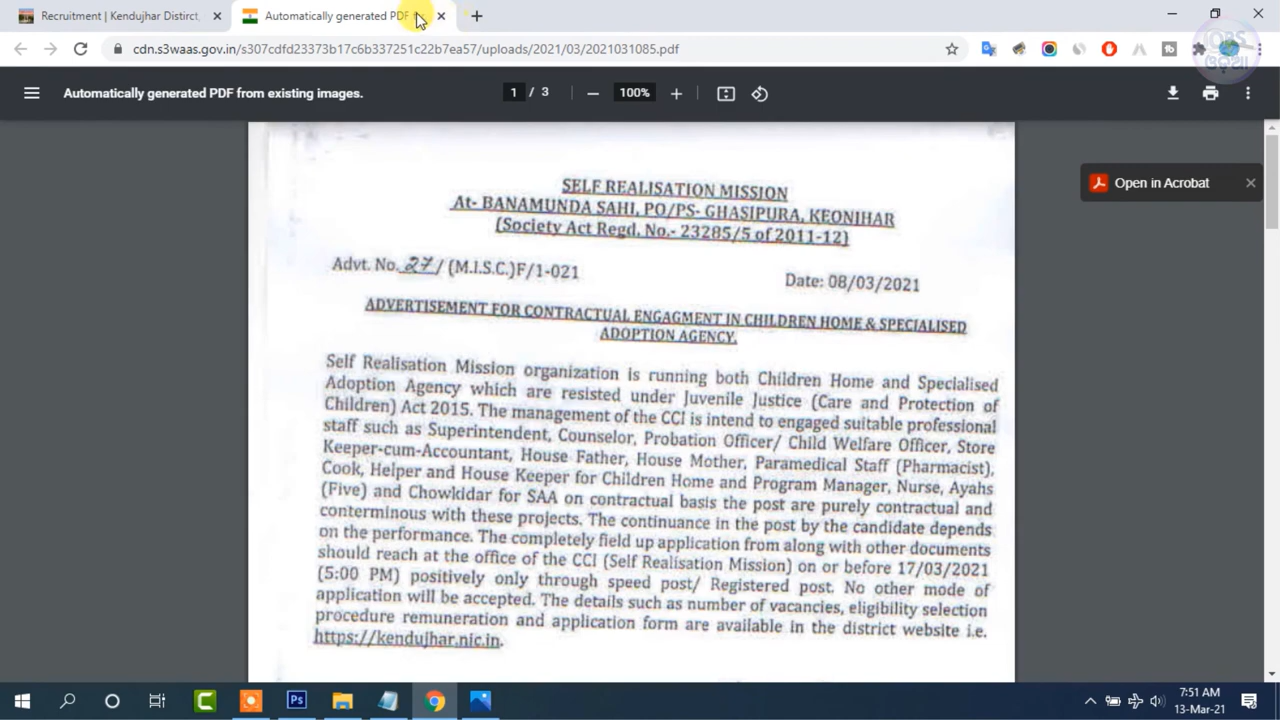 Recruitment | Kendujhar Distirct,
Automatically generated PDF f
cdn.s3waas.gov.in/s307cdfd23373b17c6b337251c22b7ea57/uploads/2021/03/2021031085.pdf
JOBS
ଓଡ଼ିଆ
Automatically generated PDF from existing images.
1 / 3
100%
Open in Acrobat
SELF REALISATION MISSION
At- BANAMUNDA SAHI, PO/PS- GHASIPURA, KEONJHAR
(Society Act Regd. No.- 23285/5 of 2011-12)
Advt. No. 27/ (M.I.S.C.)F/1-021
Date: 08/03/2021
ADVERTISEMENT FOR CONTRACTUAL ENGAGMENT IN CHILDREN HOME & SPECIALISED
ADOPTION AGENCY.
Self Realisation Mission organization is running both Children Home and Specialised
Adoption Agency which are resisted under Juvenile Justice (Care and Protection of
Children) Act 2015. The management of the CCI is intend to engaged suitable professional
staff such as Superintendent, Counselor, Probation Officer/ Child Welfare Officer, Store
Keeper-cum-Accountant, House Father, House Mother, Paramedical Staff (Pharmacist),
Cook, Helper and House Keeper for Children Home and Program Manager, Nurse, Ayahs
(Five) and Chowkidar for SAA on contractual basis the post are purely contractual and
conterminous with these projects. The continuance in the post by the candidate depends
on the performance. The completely field up application from along with other documents
should reach at the office of the CCI (Self Realisation Mission) on or before 17/03/2021
(5:00 PM) positively only through speed post/ Registered post. No other mode of
application will be accepted. The details such as number of vacancies, eligibility selection
procedure remuneration and application form are available in the district website i.e.
https://kendujhar.nic.in.
7:51 AM
13-Mar-21